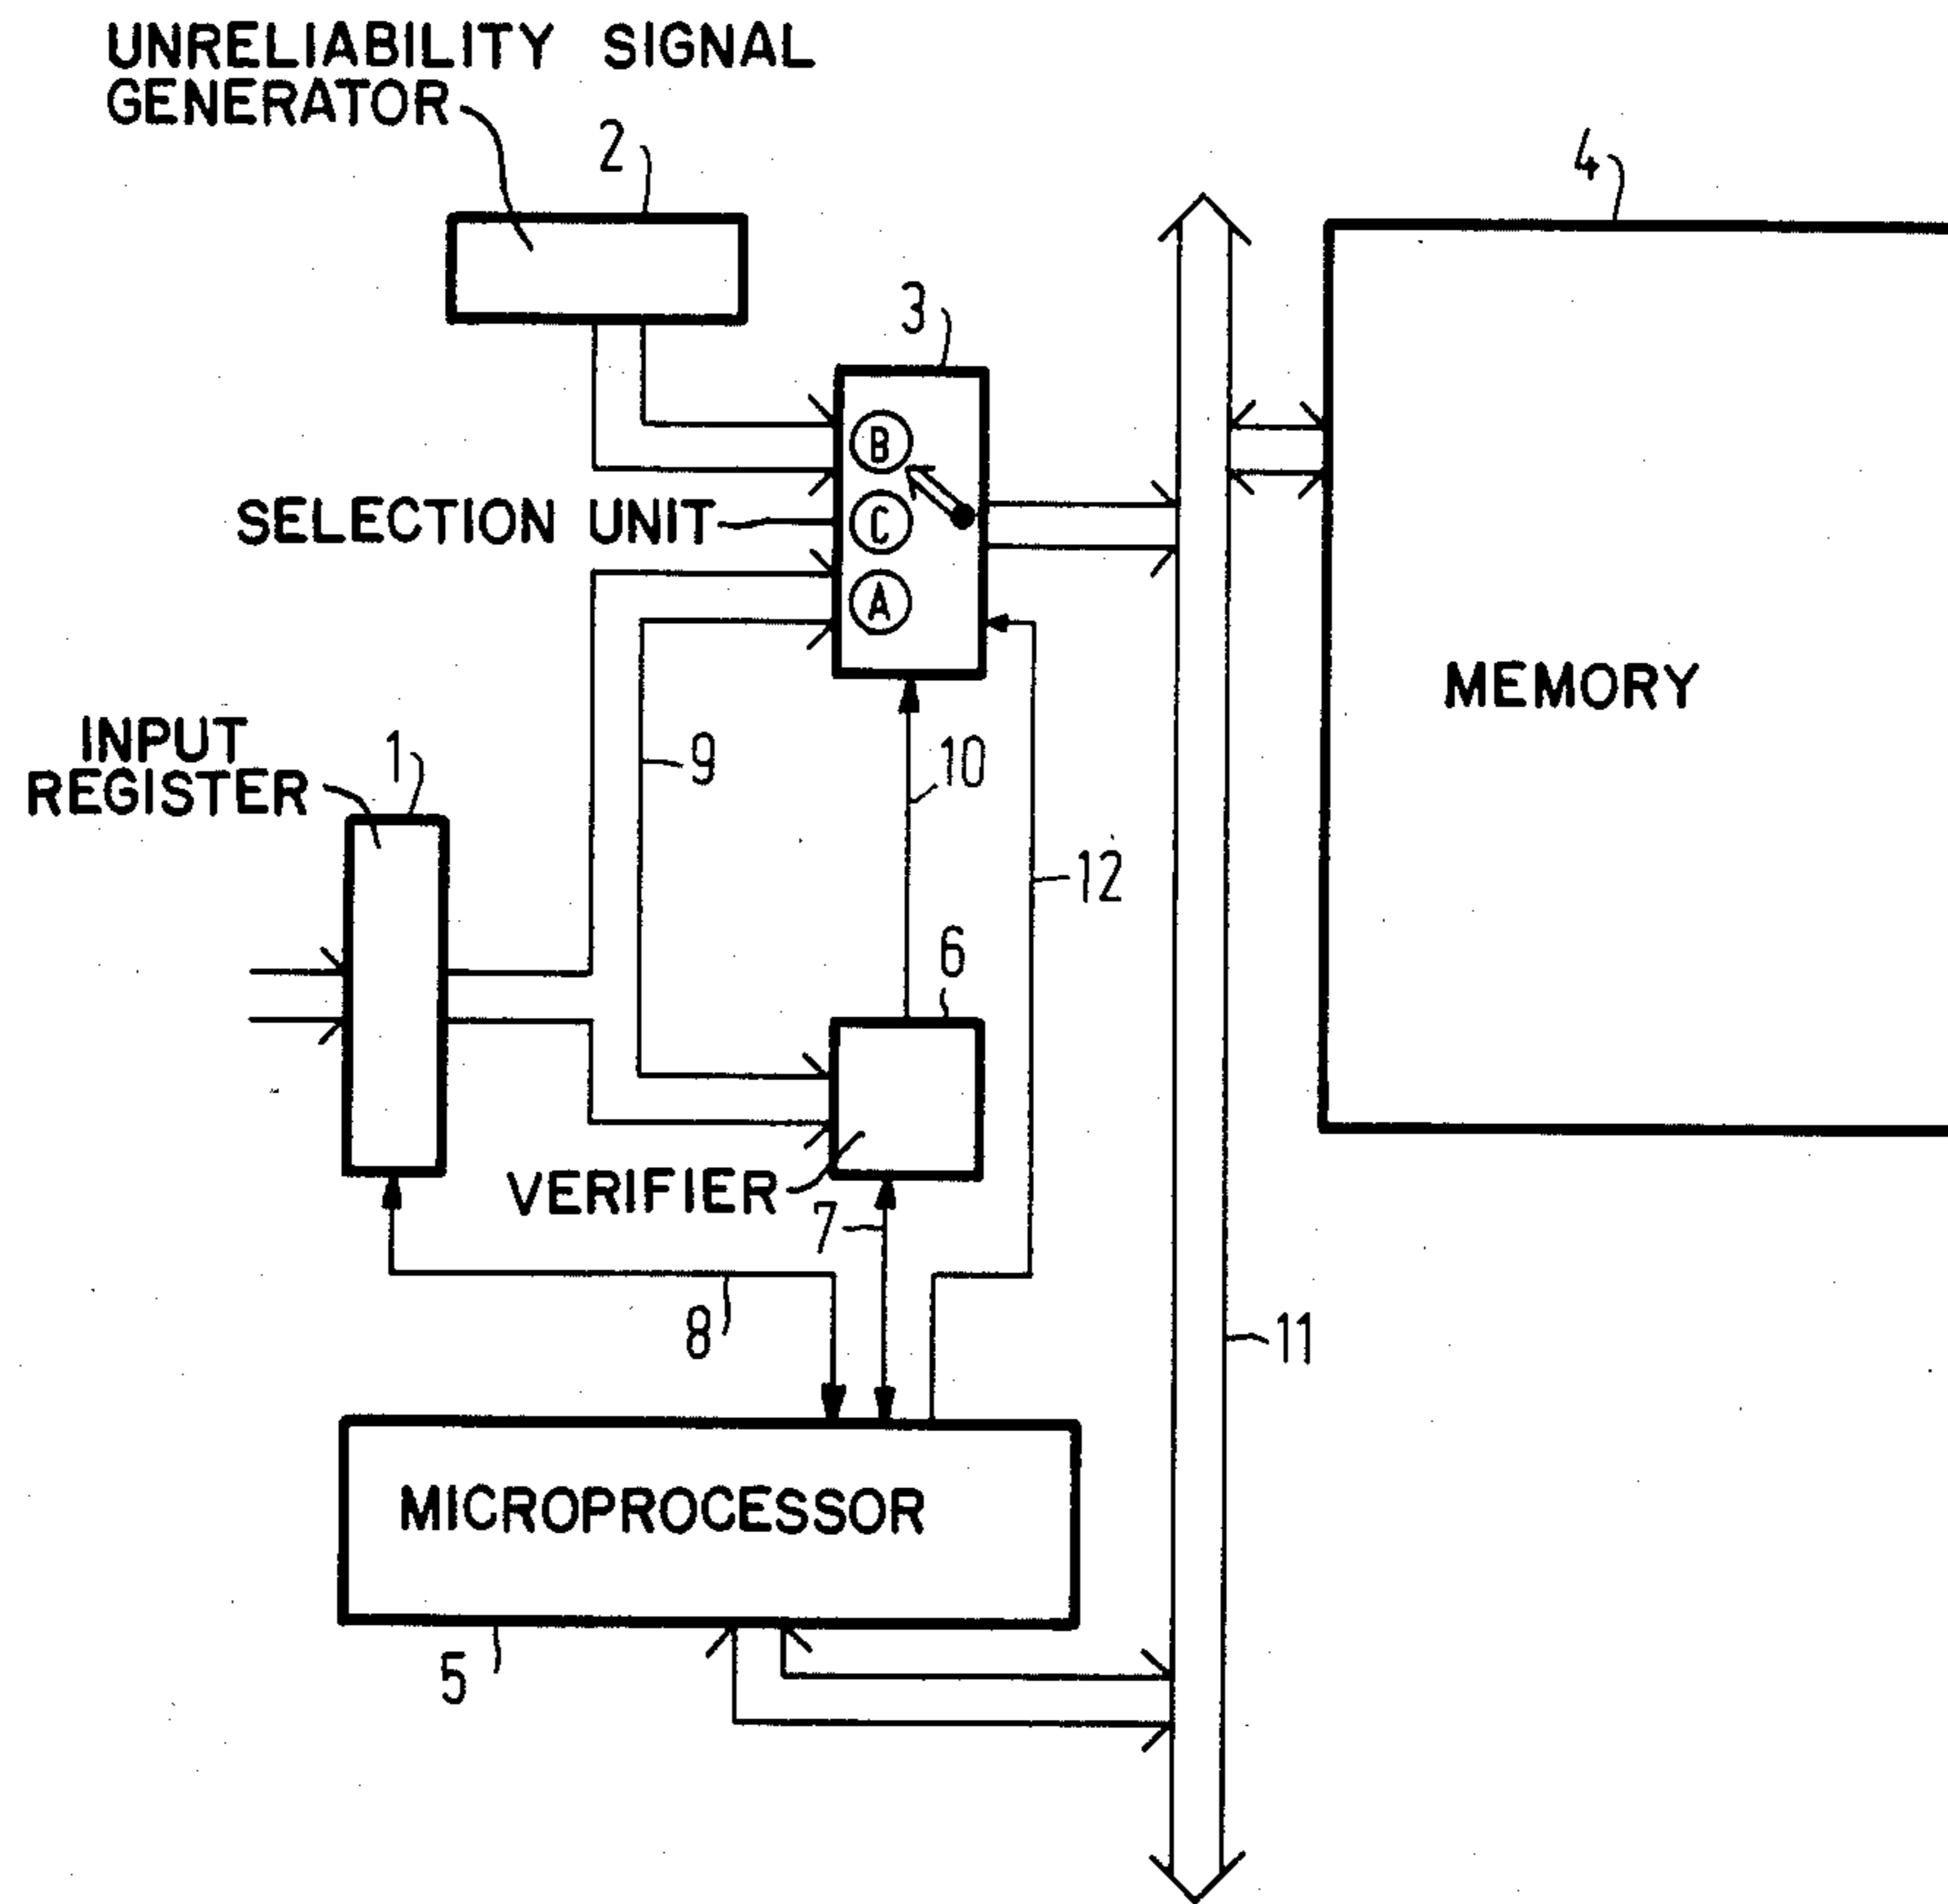 UNRELIABILITY SIGNAL
GENERATOR
2
4
3
B
SELECTION UNIT
C
A
MEMORY
INPUT
REGISTER
1
9
10
12
6
VERIFIER
7
8
11
MICROPROCESSOR
5